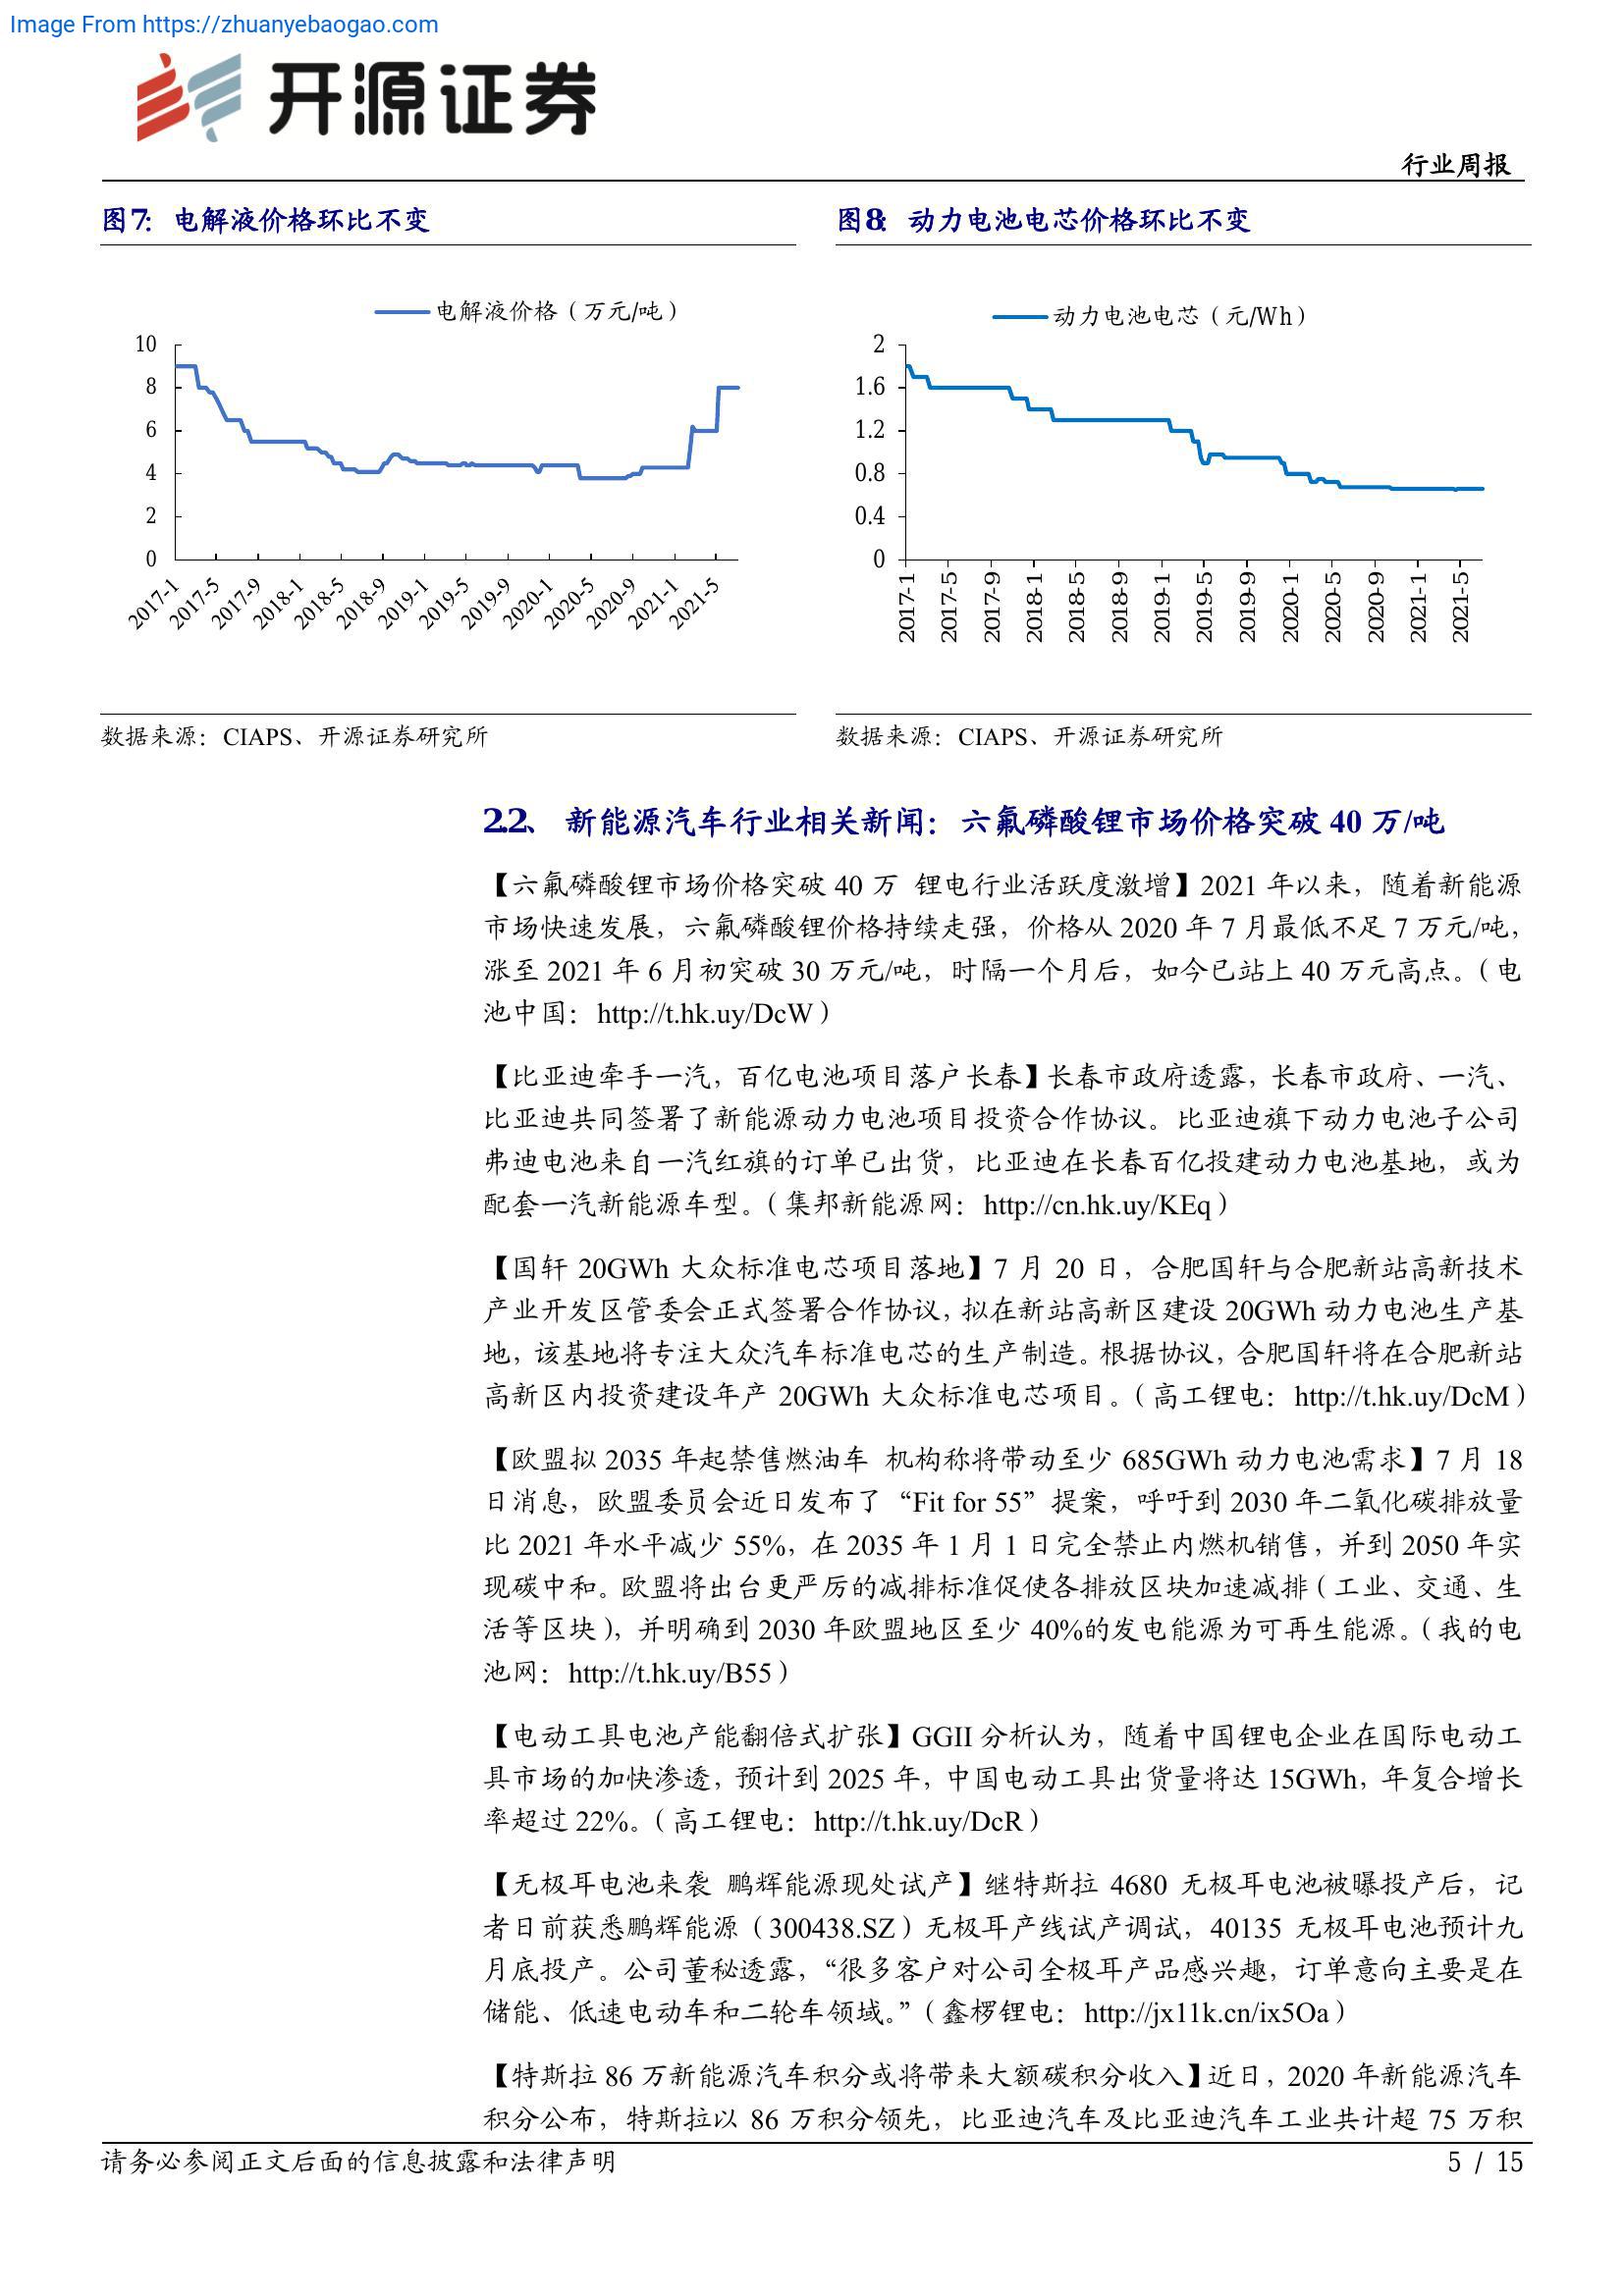 Image From https://zhuanyebaogao.com
开源证券
行业周报
图7： 电解液价格环比不变
电解液价格（万元/吨）
10
8
6
4
2
0
2017-1
2017-5
2017-9
2018-1
2018-5
2018-9
2019-1
2019-5
2019-9
2020-1
2020-5
2020-9
2021-1
2021-5
数据来源：CIAPS、开源证券研究所
图8： 动力电池电芯价格环比不变
动力电池电芯（元/Wh）
2
1.6
1.2
0.8
0.4
0
2017-1
2017-5
2017-9
2018-1
2018-5
2018-9
2019-1
2019-5
2019-9
2020-1
2020-5
2020-9
2021-1
2021-5
数据来源：CIAPS、开源证券研究所
2.2、 新能源汽车行业相关新闻：六氟磷酸锂市场价格突破 40 万/吨
【六氟磷酸锂市场价格突破 40 万 锂电行业活跃度激增】2021 年以来，随着新能源
市场快速发展，六氟磷酸锂价格持续走强，价格从 2020 年 7 月最低不足 7 万元/吨，
涨至 2021 年 6 月初突破 30 万元/吨，时隔一个月后，如今已站上 40 万元高点。（电
池中国：http://t.hk.uy/DcW）
【比亚迪牵手一汽，百亿电池项目落户长春】长春市政府透露，长春市政府、一汽、
比亚迪共同签署了新能源动力电池项目投资合作协议。比亚迪旗下动力电池子公司
弗迪电池来自一汽红旗的订单已出货，比亚迪在长春百亿投建动力电池基地，或为
配套一汽新能源车型。（集邦新能源网：http://cn.hk.uy/KEq）
【国轩 20GWh 大众标准电芯项目落地】7 月 20 日，合肥国轩与合肥新站高新技术
产业开发区管委会正式签署合作协议，拟在新站高新区建设 20GWh 动力电池生产基
地，该基地将专注大众汽车标准电芯的生产制造。根据协议，合肥国轩将在合肥新站
高新区内投资建设年产 20GWh 大众标准电芯项目。（高工锂电：http://t.hk.uy/DcM）
【欧盟拟 2035 年起禁售燃油车 机构称将带动至少 685GWh 动力电池需求】7 月 18
日消息，欧盟委员会近日发布了“Fit for 55”提案，呼吁到 2030 年二氧化碳排放量
比 2021 年水平减少 55%，在 2035 年 1 月 1 日完全禁止内燃机销售，并到 2050 年实
现碳中和。欧盟将出台更严厉的减排标准促使各排放区块加速减排（工业、交通、生
活等区块），并明确到 2030 年欧盟地区至少 40%的发电能源为可再生能源。（我的电
池网：http://t.hk.uy/B55）
【电动工具电池产能翻倍式扩张】GGII 分析认为，随着中国锂电企业在国际电动工
具市场的加快渗透，预计到 2025 年，中国电动工具出货量将达 15GWh，年复合增长
率超过 22%。（高工锂电：http://t.hk.uy/DcR）
【无极耳电池来袭 鹏辉能源现处试产】继特斯拉 4680 无极耳电池被曝投产后，记
者日前获悉鹏辉能源（300438.SZ）无极耳产线试产调试，40135 无极耳电池预计九
月底投产。公司董秘透露，“很多客户对公司全极耳产品感兴趣，订单意向主要是在
储能、低速电动车和二轮车领域。”（鑫椤锂电：http://jx11k.cn/ix5Oa）
【特斯拉 86 万新能源汽车积分或将带来大额碳积分收入】近日，2020 年新能源汽车
积分公布，特斯拉以 86 万积分领先，比亚迪汽车及比亚迪汽车工业共计超 75 万积
请务必参阅正文后面的信息披露和法律声明
5 / 15